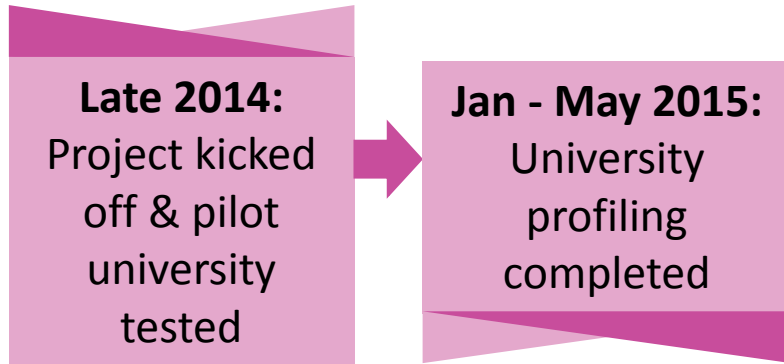 Late 2014:
Project kicked
off & pilot
university
tested
Jan - May 2015:
University
profiling
completed